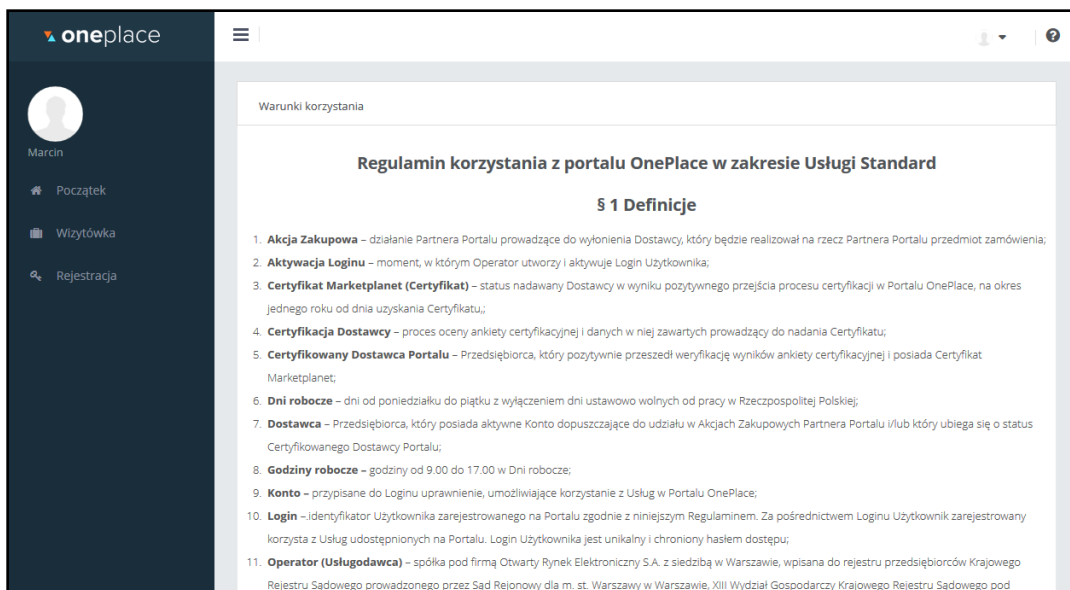 oneplace
Marcin
Początek
Wizytówka
Rejestracja
Warunki korzystania
Regulamin korzystania z portalu OnePlace w zakresie Usługi Standard
§ 1 Definicje
1. Akcja Zakupowa – działanie Partnera Portalu prowadzące do wyłonienia Dostawcy, który będzie realizował na rzecz Partnera Portalu przedmiot zamówienia;
2. Aktywacja Loginu – moment, w którym Operator utworzy i aktywuje Login Użytkownika;
3. Certyfikat Marketplanet (Certyfikat) – status nadawany Dostawcy w wyniku pozytywnego przejścia procesu certyfikacji w Portalu OnePlace, na okres
jednego roku od dnia uzyskania Certyfikatu,;
4. Certyfikacja Dostawcy – proces oceny ankiety certyfikacyjnej i danych w niej zawartych prowadzący do nadania Certyfikatu;
5. Certyfikowany Dostawca Portalu – Przedsiębiorca, który pozytywnie przeszedł weryfikację wyników ankiety certyfikacyjnej i posiada Certyfikat
Marketplanet;
6. Dni robocze – dni od poniedziałku do piątku z wyłączeniem dni ustawowo wolnych od pracy w Rzeczpospolitej Polskiej;
7. Dostawca – Przedsiębiorca, który posiada aktywne Konto dopuszczające do udziału w Akcjach Zakupowych Partnera Portalu i/lub który ubiega się o status
Certyfikowanego Dostawcy Portalu;
8. Godziny robocze – godziny od 9.00 do 17.00 w Dni robocze;
9. Konto – przypisane do Loginu uprawnienie, umożliwiające korzystanie z Usług w Portalu OnePlace;
10. Login –.identyfikator Użytkownika zarejestrowanego na Portalu zgodnie z niniejszym Regulaminem. Za pośrednictwem Loginu Użytkownik zarejestrowany
korzysta z Usług udostępnionych na Portalu. Login Użytkownika jest unikalny i chroniony hasłem dostępu;
11. Operator (Usługodawca) – spółka pod firmą Otwarty Rynek Elektroniczny S.A. z siedzibą w Warszawie, wpisana do rejestru przedsiębiorców Krajowego
Rejestru Sądowego prowadzonego przez Sąd Rejonowy dla m. st. Warszawy w Warszawie, XIII Wydział Gospodarczy Krajowego Rejestru Sądowego pod